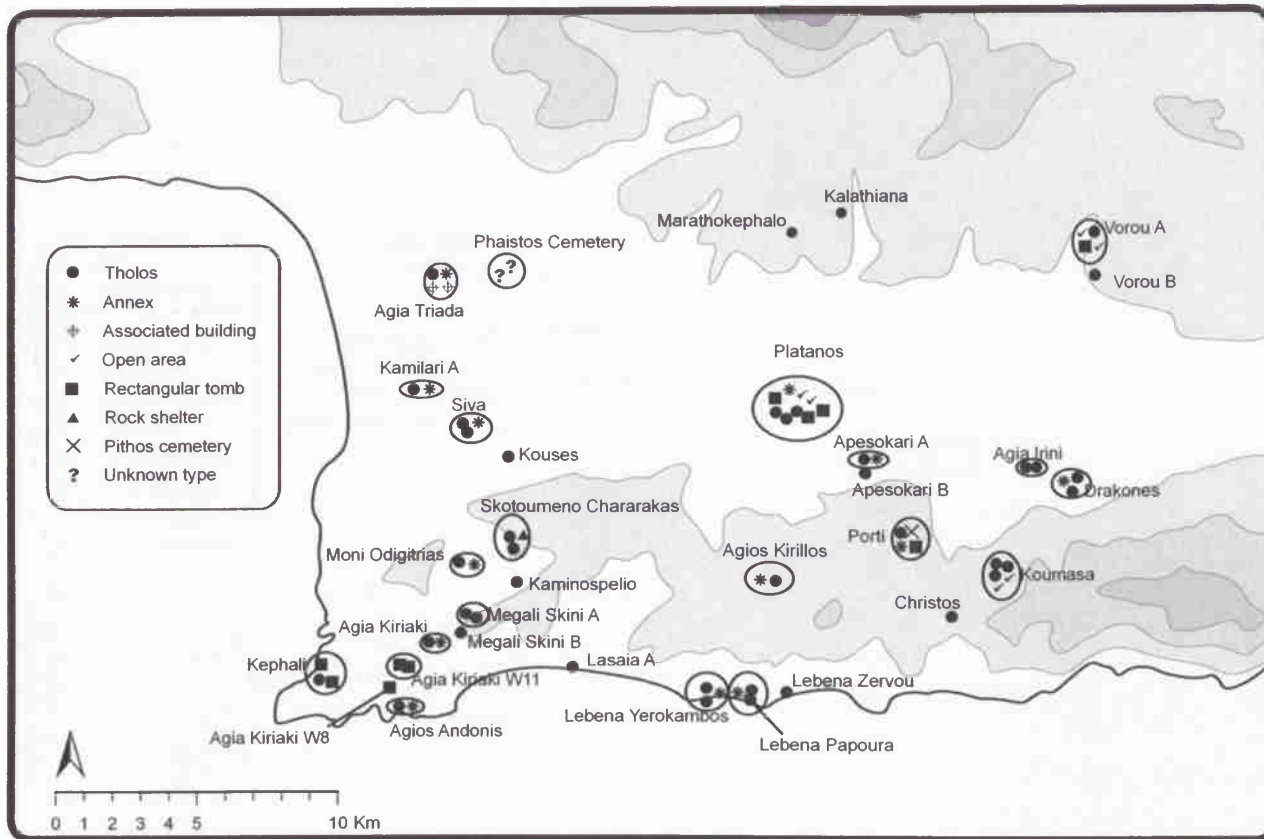 Kalathiana
Marathokephalo
Vorou A
Phaistos Cemetery
Vorou B
Agia Triada
Tholos
Annex
Associated building
Open area
Rectangular tomb
Rock shelter
Pithos cemetery
? Unknown type
? ?
Kamilari A
Platanos
Siva
Kouses
Apesokari A
Agia Irini
Apesokari B
Drakones
Skotoumeno Chararakas
Porti
Moni Odigitrias
Agios Kirillos
Koumasa
Kaminospelio
Christos
Megali Skini A
Agia Kiriaki
Megali Skini B
Kephali
Lasaia A
Agia Kiriaki W11
Lebena Zervou
Lebena Yerokambos
Agios Andonis
Agia Kiriaki W8
Lebena Papoura
0 1 2 3 4 5 10 Km